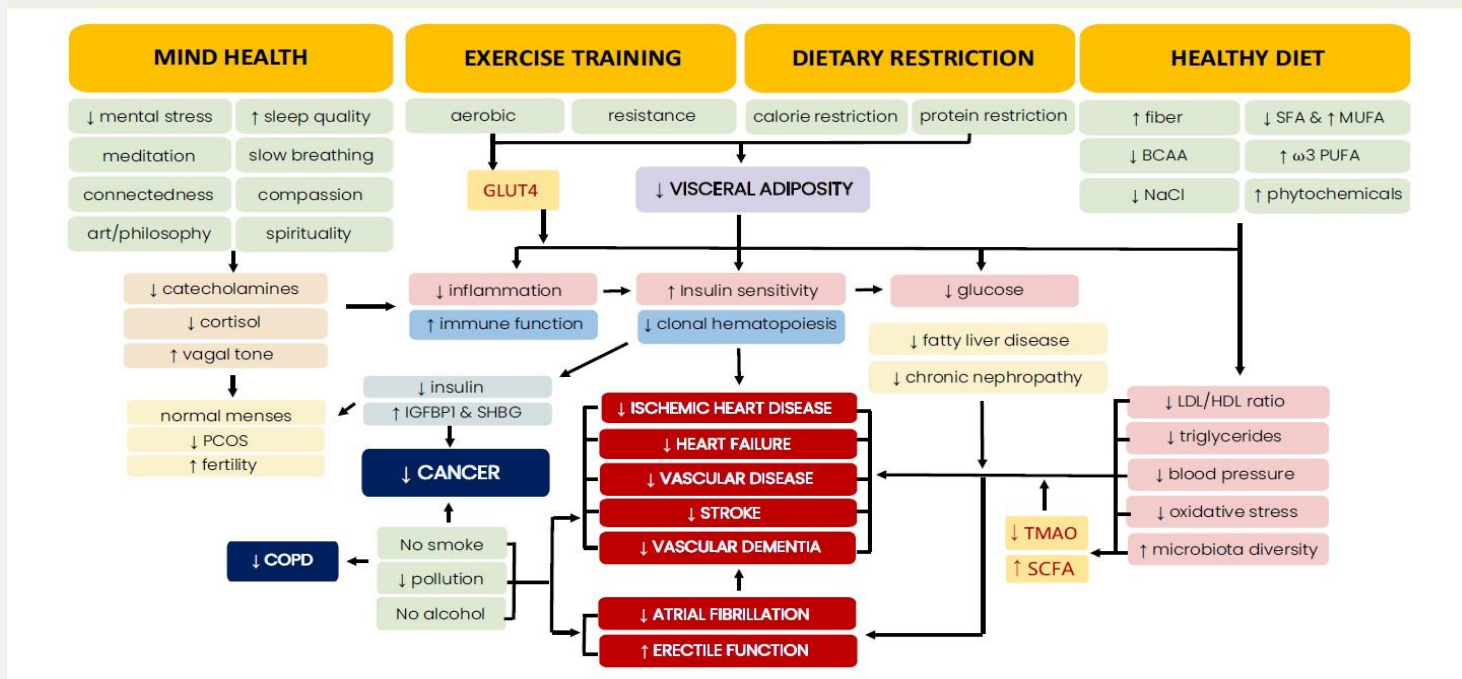 MIND HEALTH
EXERCISE TRAINING
DIETARY RESTRICTION
HEALTHY DIET
↓ mental stress
↑ sleep quality
meditation
slow breathing
connectedness
compassion
art/philosophy
spirituality
aerobic
resistance
calorie restriction
protein restriction
↑ fiber
↓ SFA & ↑ MUFA
↓ BCAA
↑ ω3 PUFA
↓ NaCl
↑ phytochemicals
GLUT4
↓ VISCERAL ADIPOSITY
↓ catecholamines
↓ cortisol
↑ vagal tone
↓ inflammation
↑ immune function
↑ Insulin sensitivity
↓ clonal hematopoiesis
↓ glucose
↓ fatty liver disease
↓ chronic nephropathy
normal menses
↓ PCOS
↑ fertility
↓ insulin
↑ IGFBP1 & SHBG
↓ CANCER
↓ ISCHEMIC HEART DISEASE
↓ HEART FAILURE
↓ VASCULAR DISEASE
↓ STROKE
↓ VASCULAR DEMENTIA
↓ LDL/HDL ratio
↓ triglycerides
↓ blood pressure
↓ oxidative stress
↑ microbiota diversity
↓ TMAO
↑ SCFA
↓ COPD
No smoke
↓ pollution
No alcohol
↓ ATRIAL FIBRILLATION
↑ ERECTILE FUNCTION